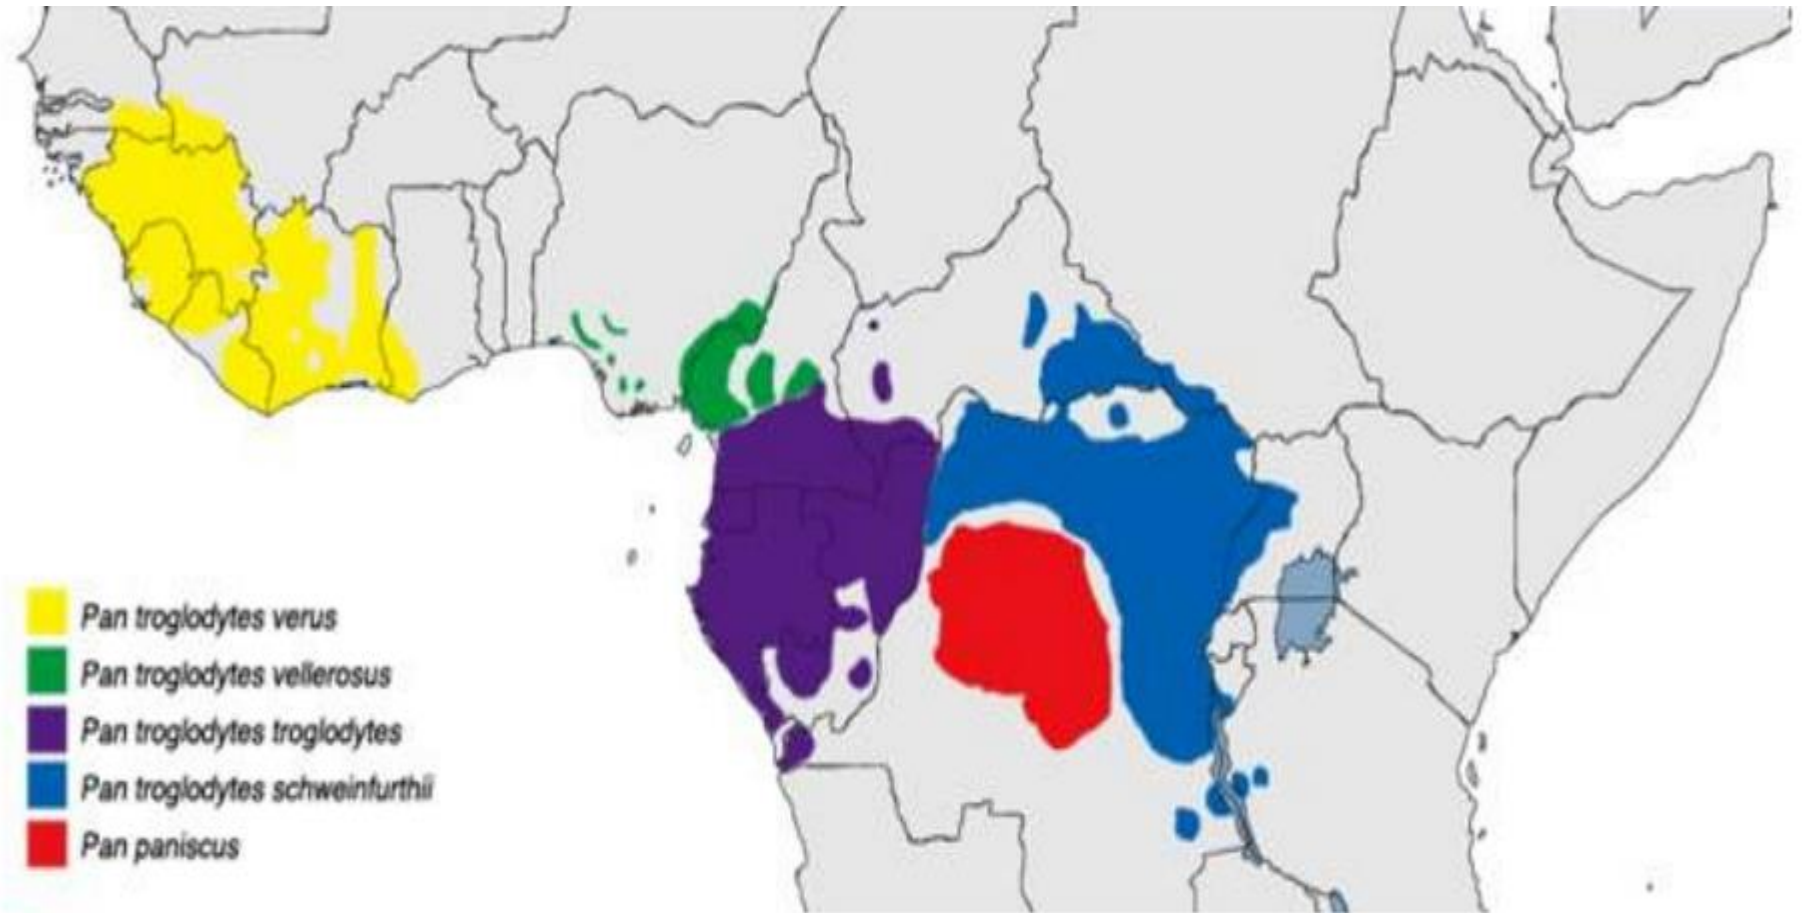 Pan troglodytes verus
Pan troglodytes vellerosus
Pan troglodytes troglodytes
Pan troglodytes schweinfurthii
Pan paniscus